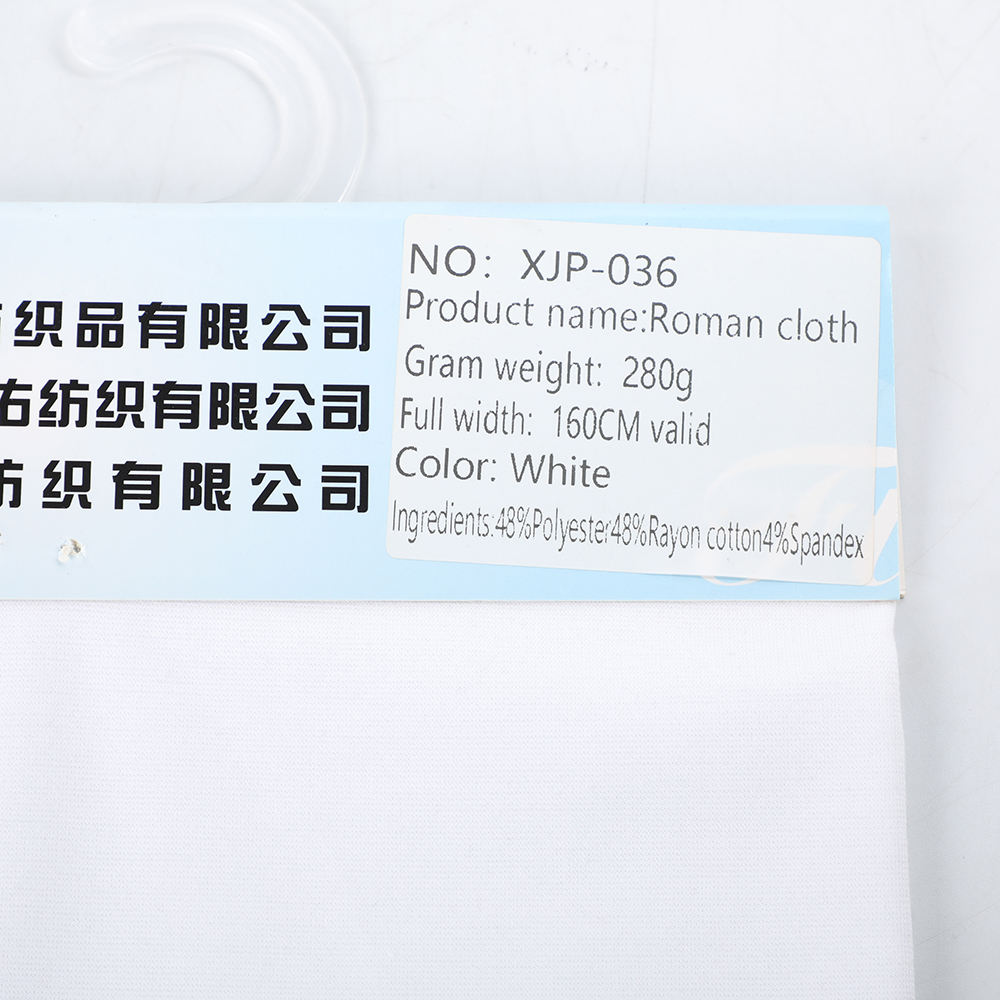 织品有限公司
佑纺织有限公司
纺织有限公司
NO: XJP-036
Product name:Roman cloth
Gram weight: 280g
Full width: 160CM valid
Color: White
Ingredients:48%Polyester48%Rayon cotton4%Spandex